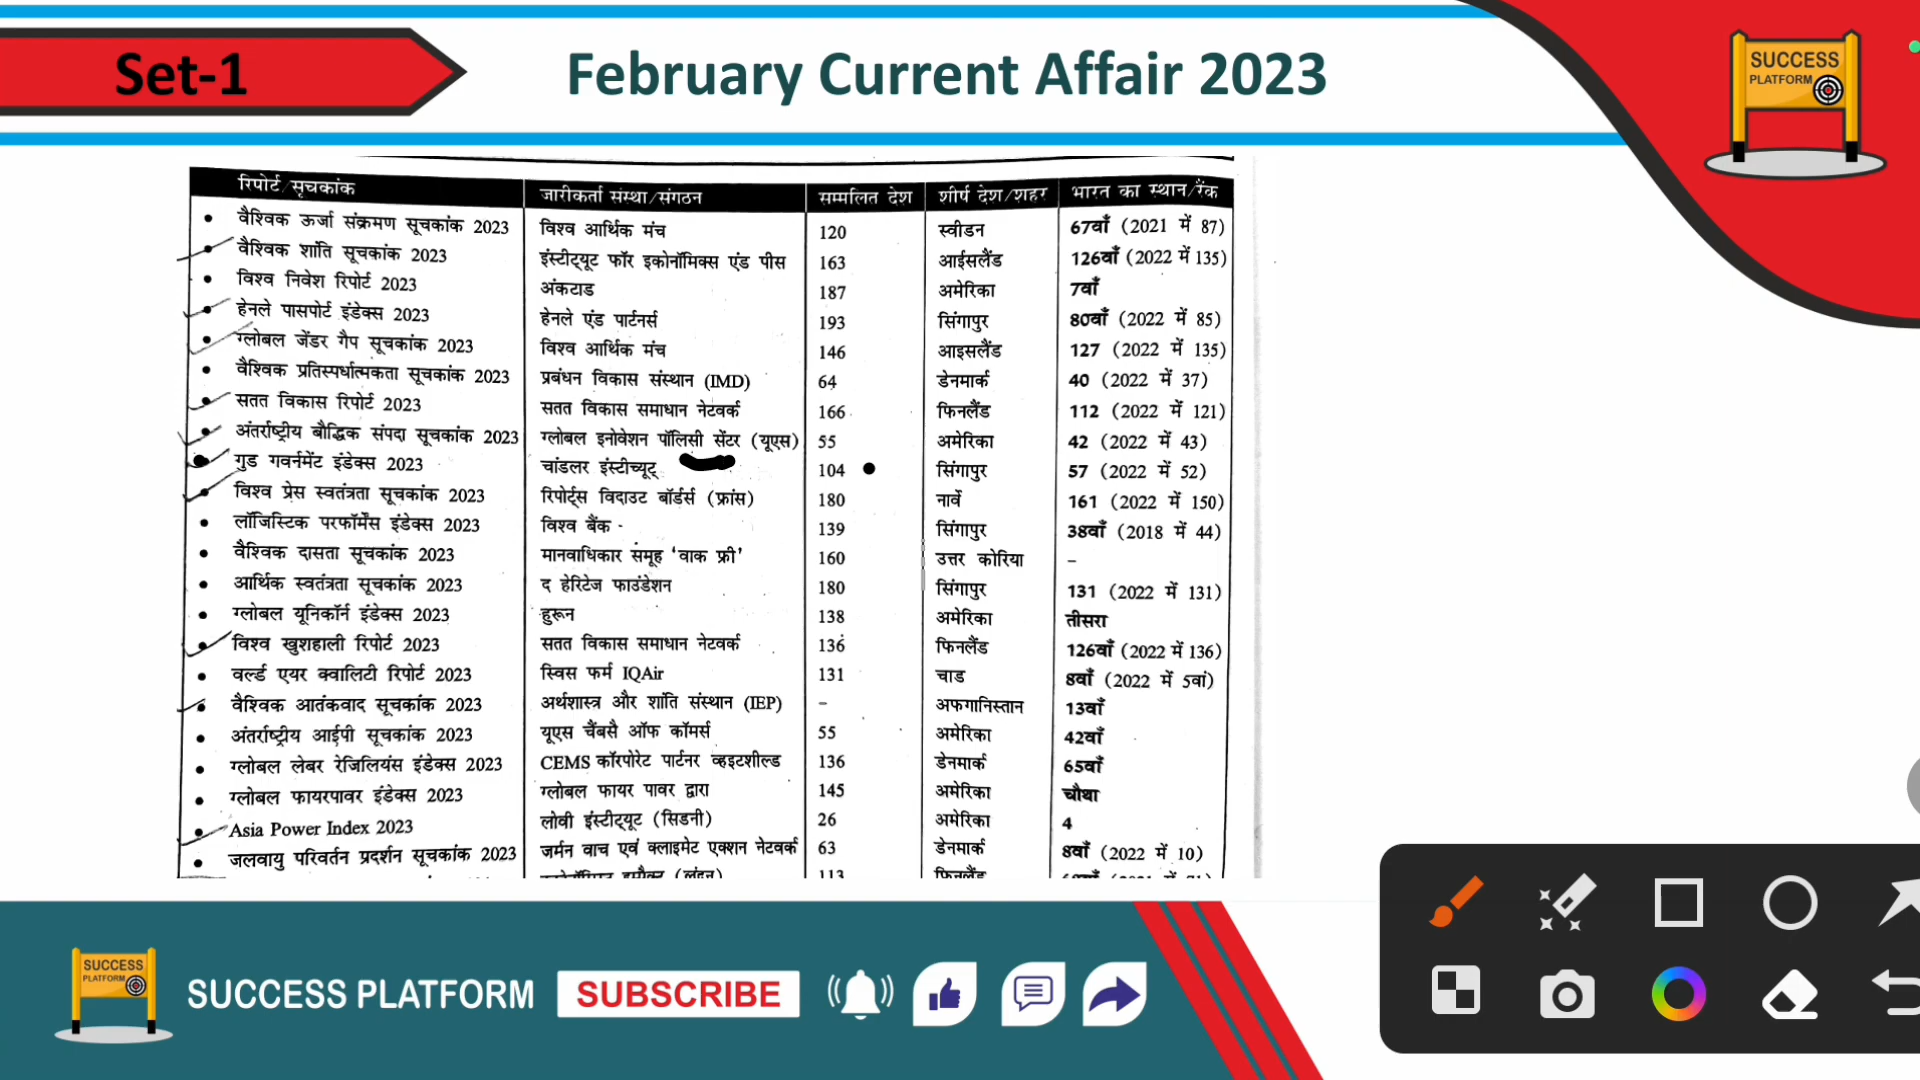 Set-1
February Current Affair 2023
SUCCESS
PLATFORM
रिपोर्ट/सूचकांक जारीकर्ता संस्था/संगठन सम्मलित देश शीर्ष देश/शहर भारत का स्थान/रैंक
• वैश्विक ऊर्जा संक्रमण सूचकांक 2023 विश्व आर्थिक मंच 120 स्वीडन 67वाँ (2021 में 87)
• वैश्विक शांति सूचकांक 2023 इंस्टीट्यूट फॉर इकोनॉमिक्स एंड पीस 163 आईसलैंड 126वाँ (2022 में 135)
• विश्व निवेश रिपोर्ट 2023 अंकटाड 187 अमेरिका 7वाँ
• हेनले पासपोर्ट इंडेक्स 2023 हेनले एंड पार्टनर्स 193 सिंगापुर 80वाँ (2022 में 85)
• ग्लोबल जेंडर गैप सूचकांक 2023 विश्व आर्थिक मंच 146 आइसलैंड 127 (2022 में 135)
• वैश्विक प्रतिस्पर्धात्मकता सूचकांक 2023 प्रबंधन विकास संस्थान (IMD) 64 डेनमार्क 40 (2022 में 37)
• सतत विकास रिपोर्ट 2023 सतत विकास समाधान नेटवर्क 166 फिनलैंड 112 (2022 में 121)
• अंतर्राष्ट्रीय बौद्धिक संपदा सूचकांक 2023 ग्लोबल इनोवेशन पॉलिसी सेंटर (यूएस) 55 अमेरिका 42 (2022 में 43)
• गुड गवर्नमेंट इंडेक्स 2023 चांडलर इंस्टीच्यूट् 104 सिंगापुर 57 (2022 में 52)
• विश्व प्रेस स्वतंत्रता सूचकांक 2023 रिपोर्ट्स विदाउट बॉर्डर्स (फ्रांस) 180 नार्वे 161 (2022 में 150)
• लॉजिस्टिक परफॉर्मेंस इंडेक्स 2023 विश्व बैंक 139 सिंगापुर 38वाँ (2018 में 44)
• वैश्विक दासता सूचकांक 2023 मानवाधिकार समूह 'वाक फ्री' 160 उत्तर कोरिया –
• आर्थिक स्वतंत्रता सूचकांक 2023 द हेरिटेज फाउंडेशन 180 सिंगापुर 131 (2022 में 131)
• ग्लोबल यूनिकॉर्न इंडेक्स 2023 हुरून 138 अमेरिका तीसरा
• विश्व खुशहाली रिपोर्ट 2023 सतत विकास समाधान नेटवर्क 136 फिनलैंड 126वाँ (2022 में 136)
• वर्ल्ड एयर क्वालिटी रिपोर्ट 2023 स्विस फर्म IQAir 131 चाड 8वाँ (2022 में 5वां)
• वैश्विक आतंकवाद सूचकांक 2023 अर्थशास्त्र और शांति संस्थान (IEP) – अफगानिस्तान 13वाँ
• अंतर्राष्ट्रीय आईपी सूचकांक 2023 यूएस चैंबसै ऑफ कॉमर्स 55 अमेरिका 42वाँ
• ग्लोबल लेबर रेजिलियंस इंडेक्स 2023 CEMS कॉरपोरेट पार्टनर व्हइटशील्ड 136 डेनमार्क 65वाँ
• ग्लोबल फायरपावर इंडेक्स 2023 ग्लोबल फायर पावर द्वारा 145 अमेरिका चौथा
• Asia Power Index 2023 लोवी इंस्टीट्यूट (सिडनी) 26 अमेरिका 4
• जलवायु परिवर्तन प्रदर्शन सूचकांक 2023 जर्मन वाच एवं क्लाइमेट एक्शन नेटवर्क 63 डेनमार्क 8वाँ (2022 में 10)
113 फिनलैंड
SUCCESS
PLATFORM
SUCCESS PLATFORM
SUBSCRIBE